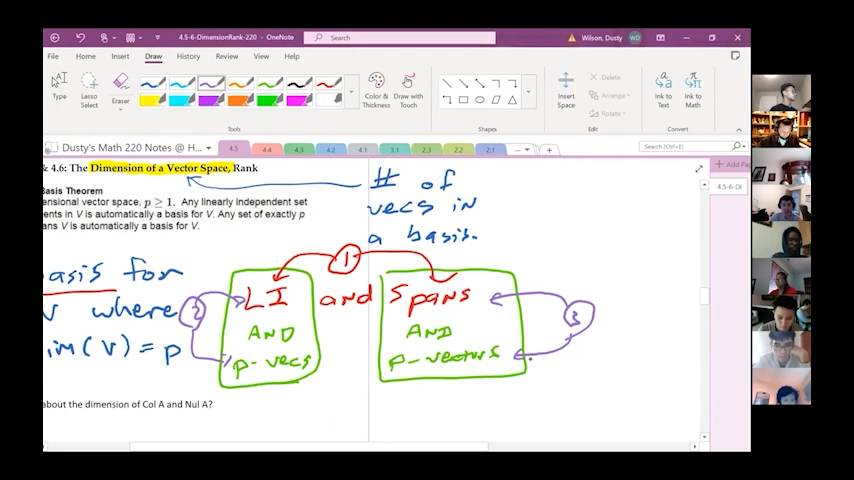 4.5-6-DimensionRank-220 - OneNote
Search
Wilson, Dusty
WD
File Home Insert Draw History Review View Help
Type
Lasso Select
Eraser
Color & Thickness
Draw with Touch
Insert Space
Delete
Arrange
Rotate
Ink to Text
Ink to Math
Tools
Shapes
Edit
Convert
Dusty's Math 220 Notes @ H...
4.5 4.4 4.3 4.2 4.1 3.1 2.3 2.2 2.1
Search (Ctrl+E)
& 4.6: The Dimension of a Vector Space, Rank
Add Pag
4.5-6-Di
Basis Theorem
ensional vector space, p ≥ 1. Any linearly independent set
ents in V is automatically a basis for V. Any set of exactly p
ans V is automatically a basis for V.
# of
vecs in
a basis.
asis for
V where
im(V) = p
1
LI and Spans
2
AND
p-vecs
AND
p-vectors
3
about the dimension of Col A and Nul A?